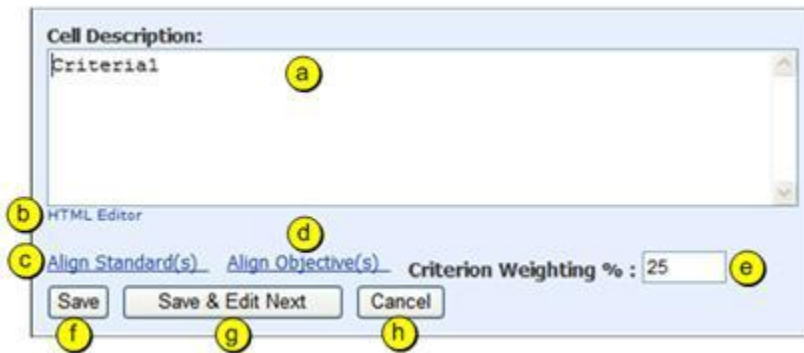 Cell Description:
Criteria1
a
b HTML Editor
d
c Align Standard(s) Align Objective(s) Criterion Weighting % : 25 e
Save Save & Edit Next Cancel
f g h